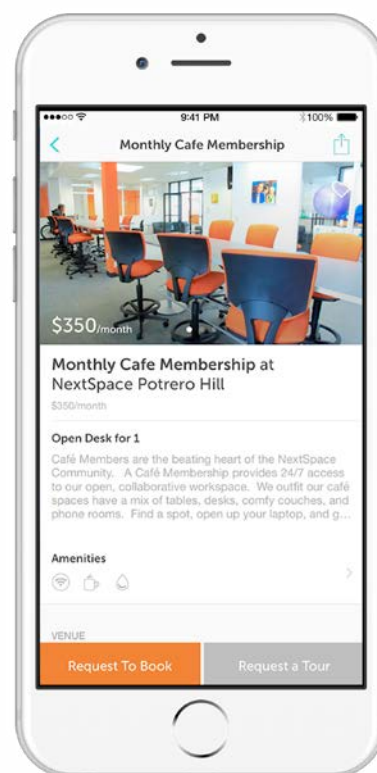 9:41 PM
100%
Monthly Cafe Membership
$350/month
Monthly Cafe Membership at
NextSpace Potrero Hill
$350/month
Open Desk for 1
Café Members are the beating heart of the NextSpace
Community. A Café Membership provides 24/7 access
to our open, collaborative workspace. We outfit our café
spaces have a mix of tables, desks, comfy couches, and
phone rooms. Find a spot, open up your laptop, and g...
Amenities
VENUE
Request To Book
Request a Tour